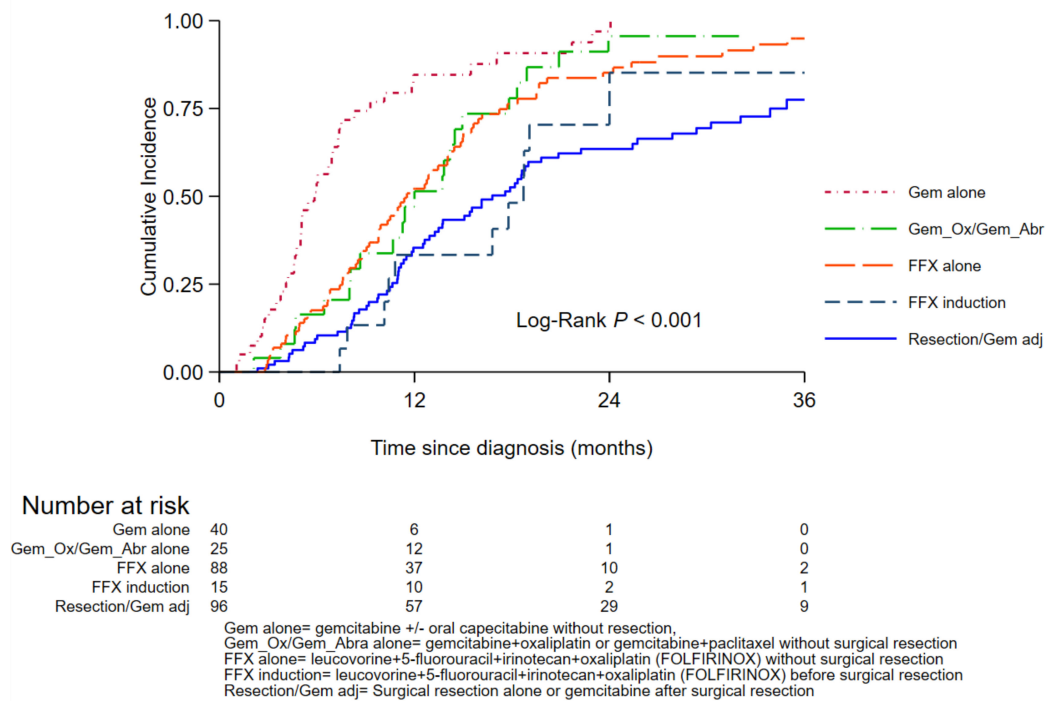 1.00
0.75
0.50
0.25
0.00
Cumulative Incidence
0 12 24 36
Time since diagnosis (months)
Log-Rank P < 0.001
Gem alone
Gem_Ox/Gem_Abr
FFX alone
FFX induction
Resection/Gem adj
Number at risk
Gem alone 40 6 1 0
Gem_Ox/Gem_Abr alone 25 12 1 0
FFX alone 88 37 10 2
FFX induction 15 10 2 1
Resection/Gem adj 96 57 29 9
Gem alone= gemcitabine +/- oral capecitabine without resection,
Gem_Ox/Gem_Abra alone= gemcitabine+oxaliplatin or gemcitabine+paclitaxel without surgical resection
FFX alone= leucovorine+5-fluorouracil+irinotecan+oxaliplatin (FOLFIRINOX) without surgical resection
FFX induction= leucovorine+5-fluorouracil+irinotecan+oxaliplatin (FOLFIRINOX) before surgical resection
Resection/Gem adj= Surgical resection alone or gemcitabine after surgical resection